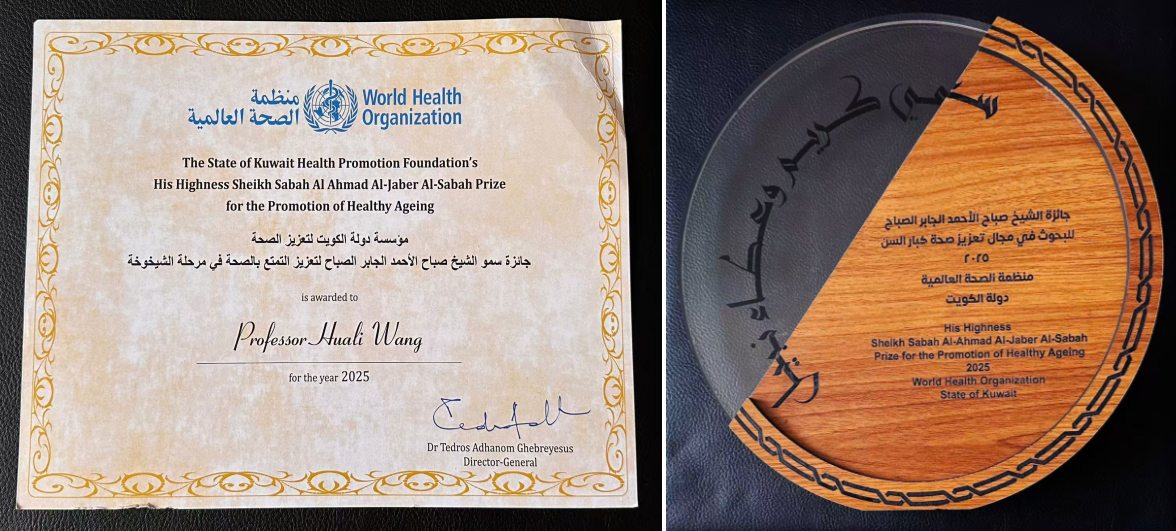 منظمة
الصحة العالمية
World Health
Organization
The State of Kuwait Health Promotion Foundation's
His Highness Sheikh Sabah Al Ahmad Al-Jaber Al-Sabah Prize
for the Promotion of Healthy Ageing
مؤسسة دولة الكويت لتعزيز الصحة
جائزة سمو الشيخ صباح الأحمد الجابر الصباح لتعزيز التمتع بالصحة في مرحلة الشيخوخة
is awarded to
Professor Huali Wang
for the year 2025
Dr Tedros Adhanom Ghebreyesus
Director-General
جائزة الشيخ صباح الأحمد الجابر الصباح
للبحوث في مجال تعزيز صحة كبار السن
٢٠٢٥
منظمة الصحة العالمية
دولة الكويت
His Highness
Sheikh Sabah Al-Ahmad Al-Jaber Al-Sabah
Prize for the Promotion of Healthy Ageing
2025
World Health Organization
State of Kuwait